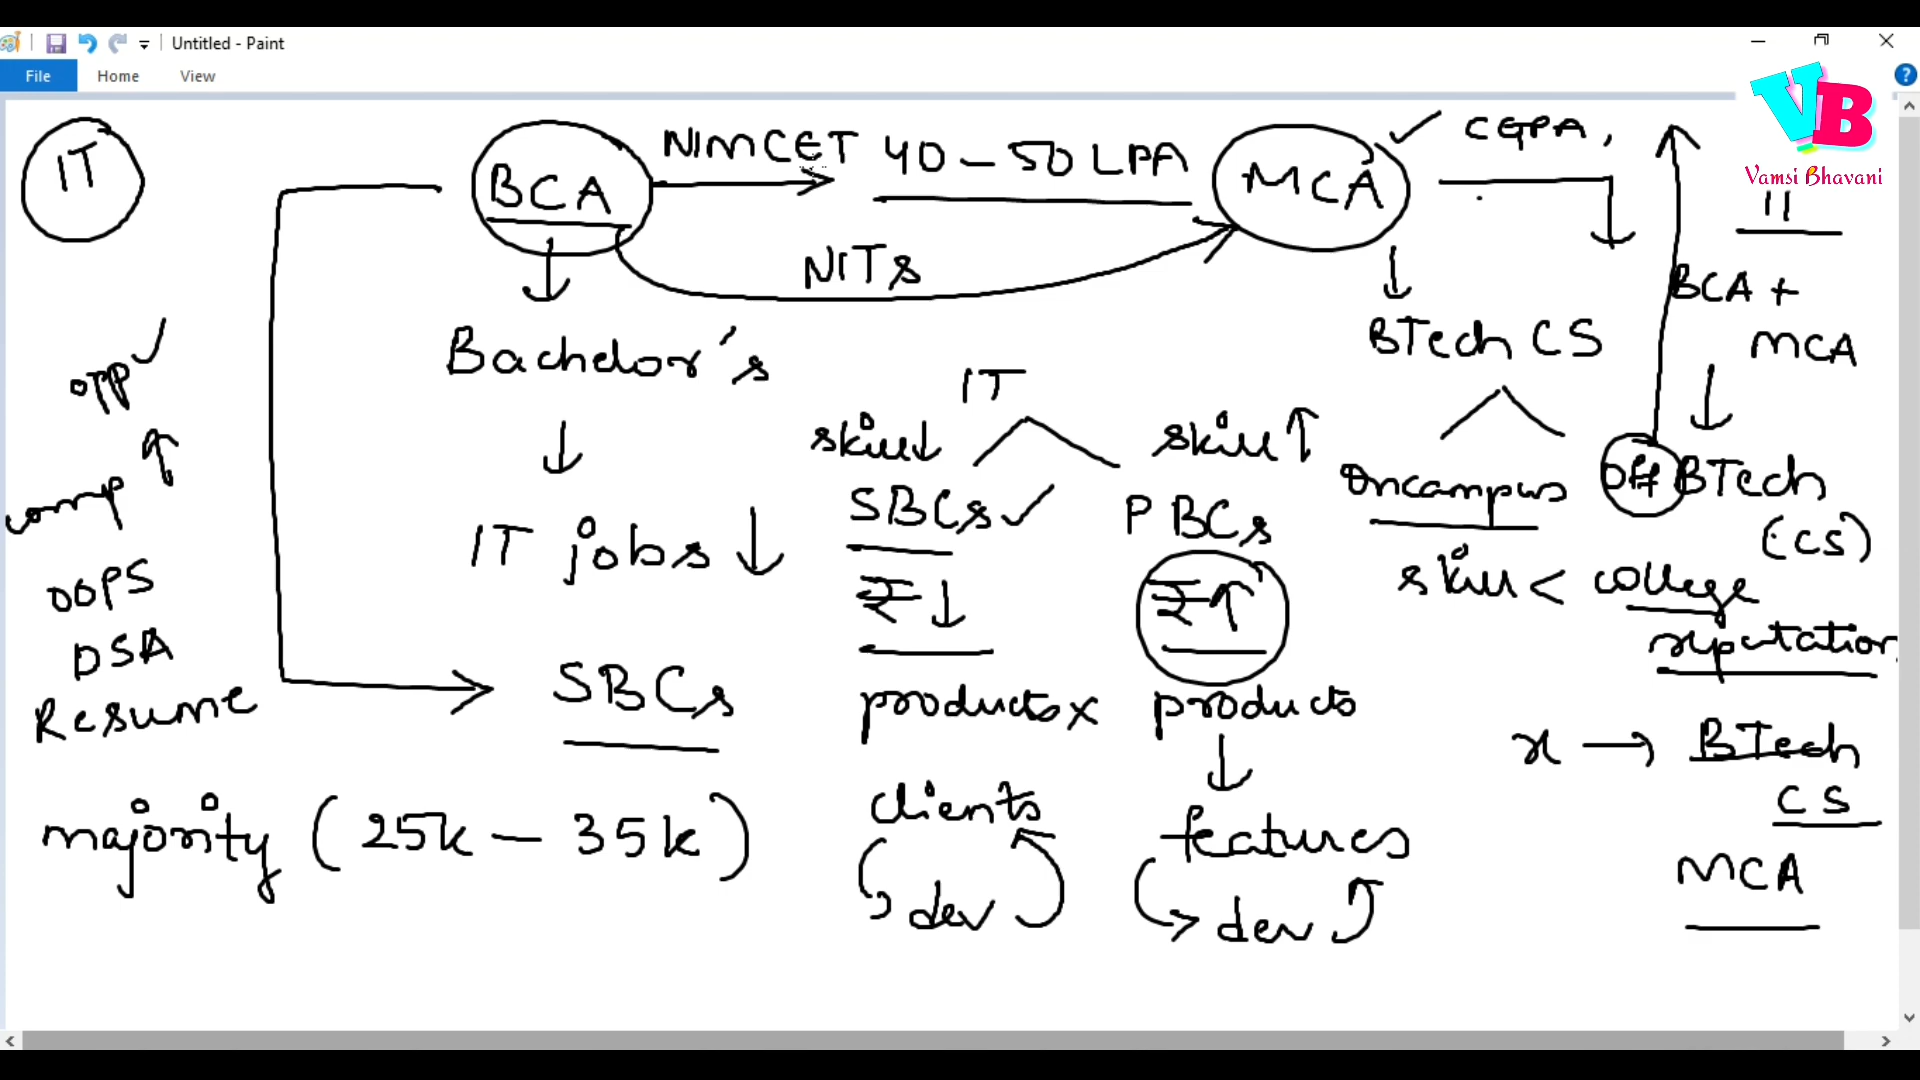 Untitled - Paint
File Home View
VB
Vamsi Bhavani
IT
BCA
NIMCET
40 - 50 LPA
MCA
✓ CGPA,
NITs
BCA +
MCA
Bachelor's
BTech CS
IT
opp ✓
skill↓
skill↑
comp ↑
SBCs ✓
PBCs
Oncampus
Off
BTech
(CS)
IT jobs ↓
₹ ↓
₹ ↑
skill < college
reputation
OOPS
DSA
Resume
SBCs
products x
products
x → BTech
CS
MCA
majority (25k - 35k)
clients
dev
features
dev